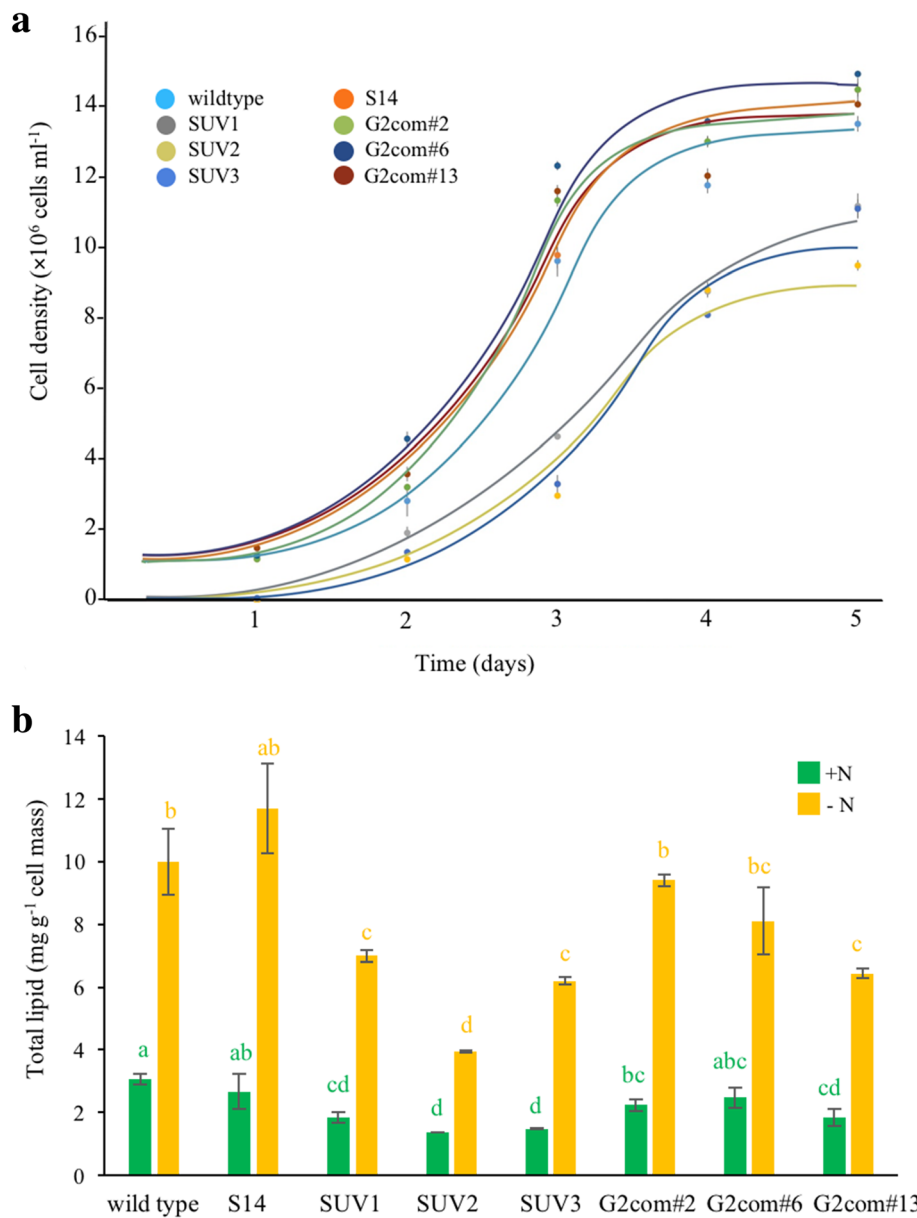 a
Cell density (×10⁶ cells ml⁻¹)
16
14
12
10
8
6
4
2
0
wildtype
SUV1
SUV2
SUV3
S14
G2com#2
G2com#6
G2com#13
1 2 3 4 5
Time (days)
b
Total lipid (mg g⁻¹ cell mass)
14
12
10
8
6
4
2
0
+N
- N
a b
ab ab
cd c
d d
d c
bc b
abc bc
cd c
wild type S14 SUV1 SUV2 SUV3 G2com#2 G2com#6 G2com#13